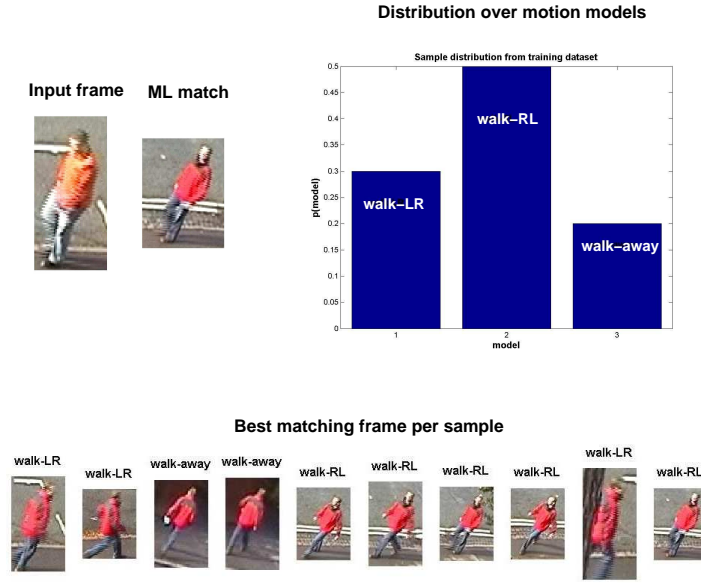 Distribution over motion models
Sample distribution from training dataset
Input frame
ML match
0.5
0.45
0.4
0.35
0.3
0.25
0.2
0.15
0.1
0.05
0
p(model)
walk–LR
walk–RL
walk–away
1 2 3
model
Best matching frame per sample
walk-LR walk-LR walk-away walk-away walk-RL walk-RL walk-RL walk-RL walk-LR walk-RL